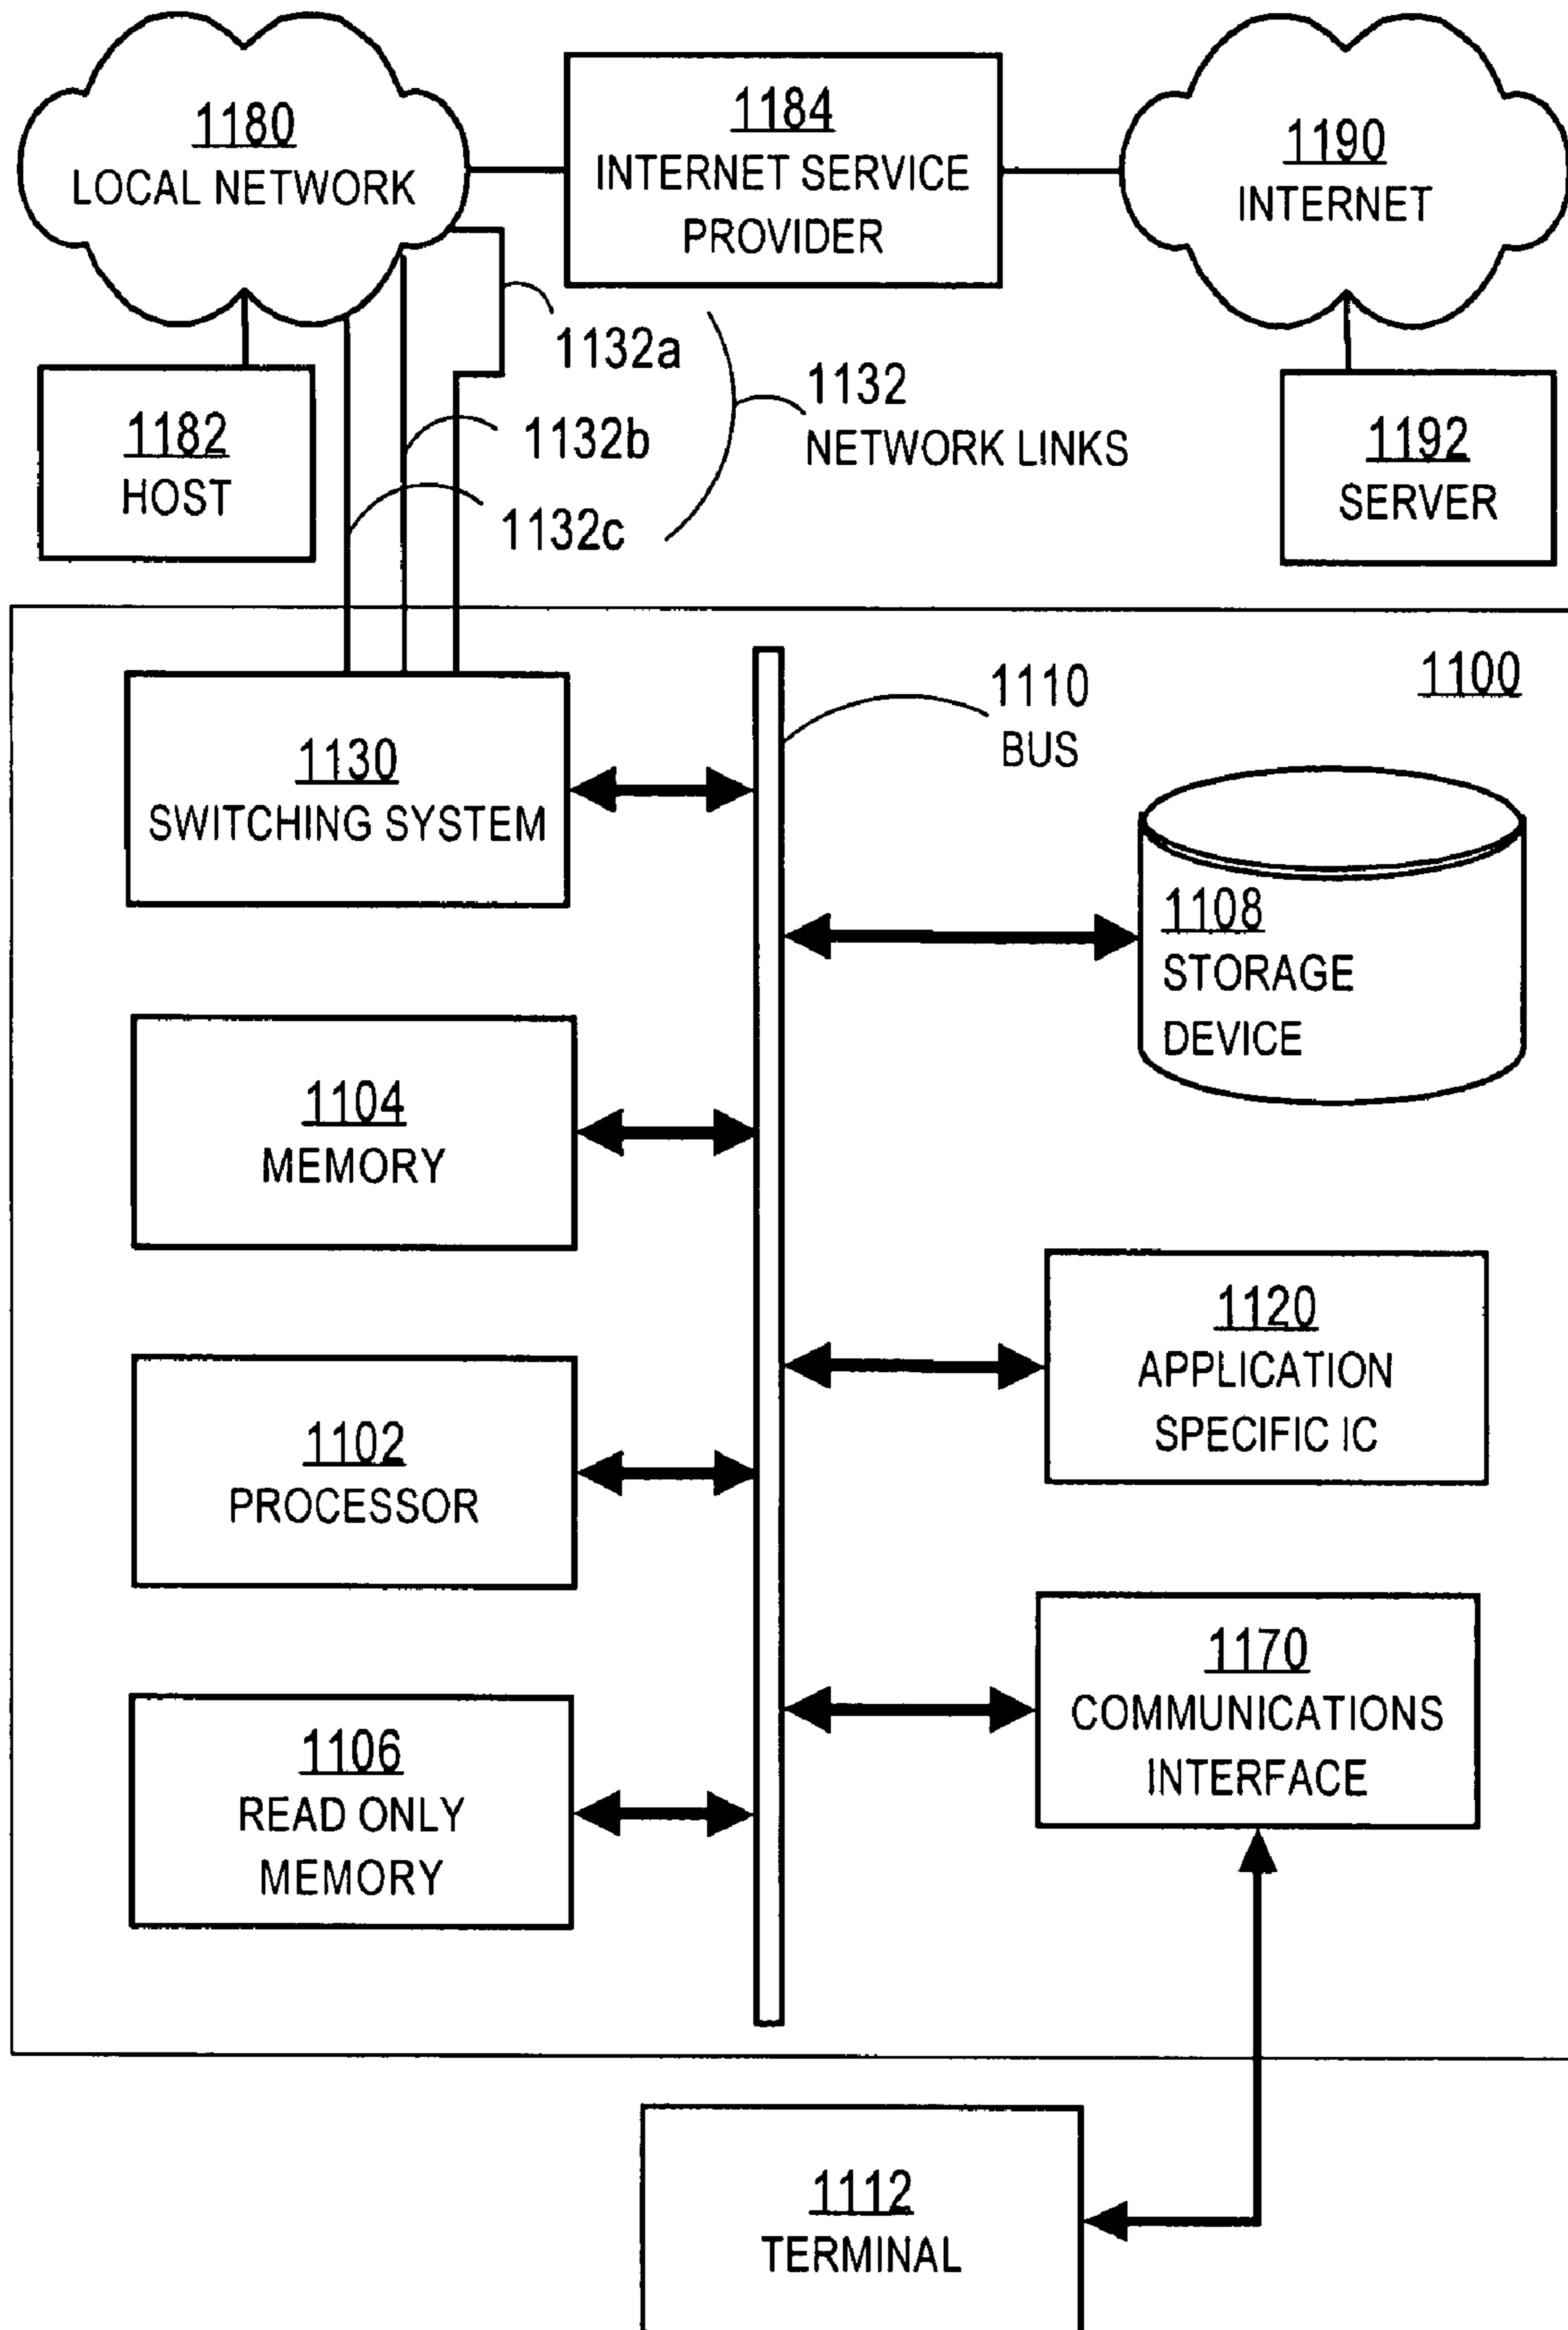 1180
LOCAL NETWORK
1184
INTERNET SERVICE
PROVIDER
1190
INTERNET
1132a
1132b
1132c
1132
NETWORK LINKS
1182
HOST
1192
SERVER
1100
1110
BUS
1130
SWITCHING SYSTEM
1108
STORAGE
DEVICE
1104
MEMORY
1120
APPLICATION
SPECIFIC IC
1102
PROCESSOR
1170
COMMUNICATIONS
INTERFACE
1106
READ ONLY
MEMORY
1112
TERMINAL